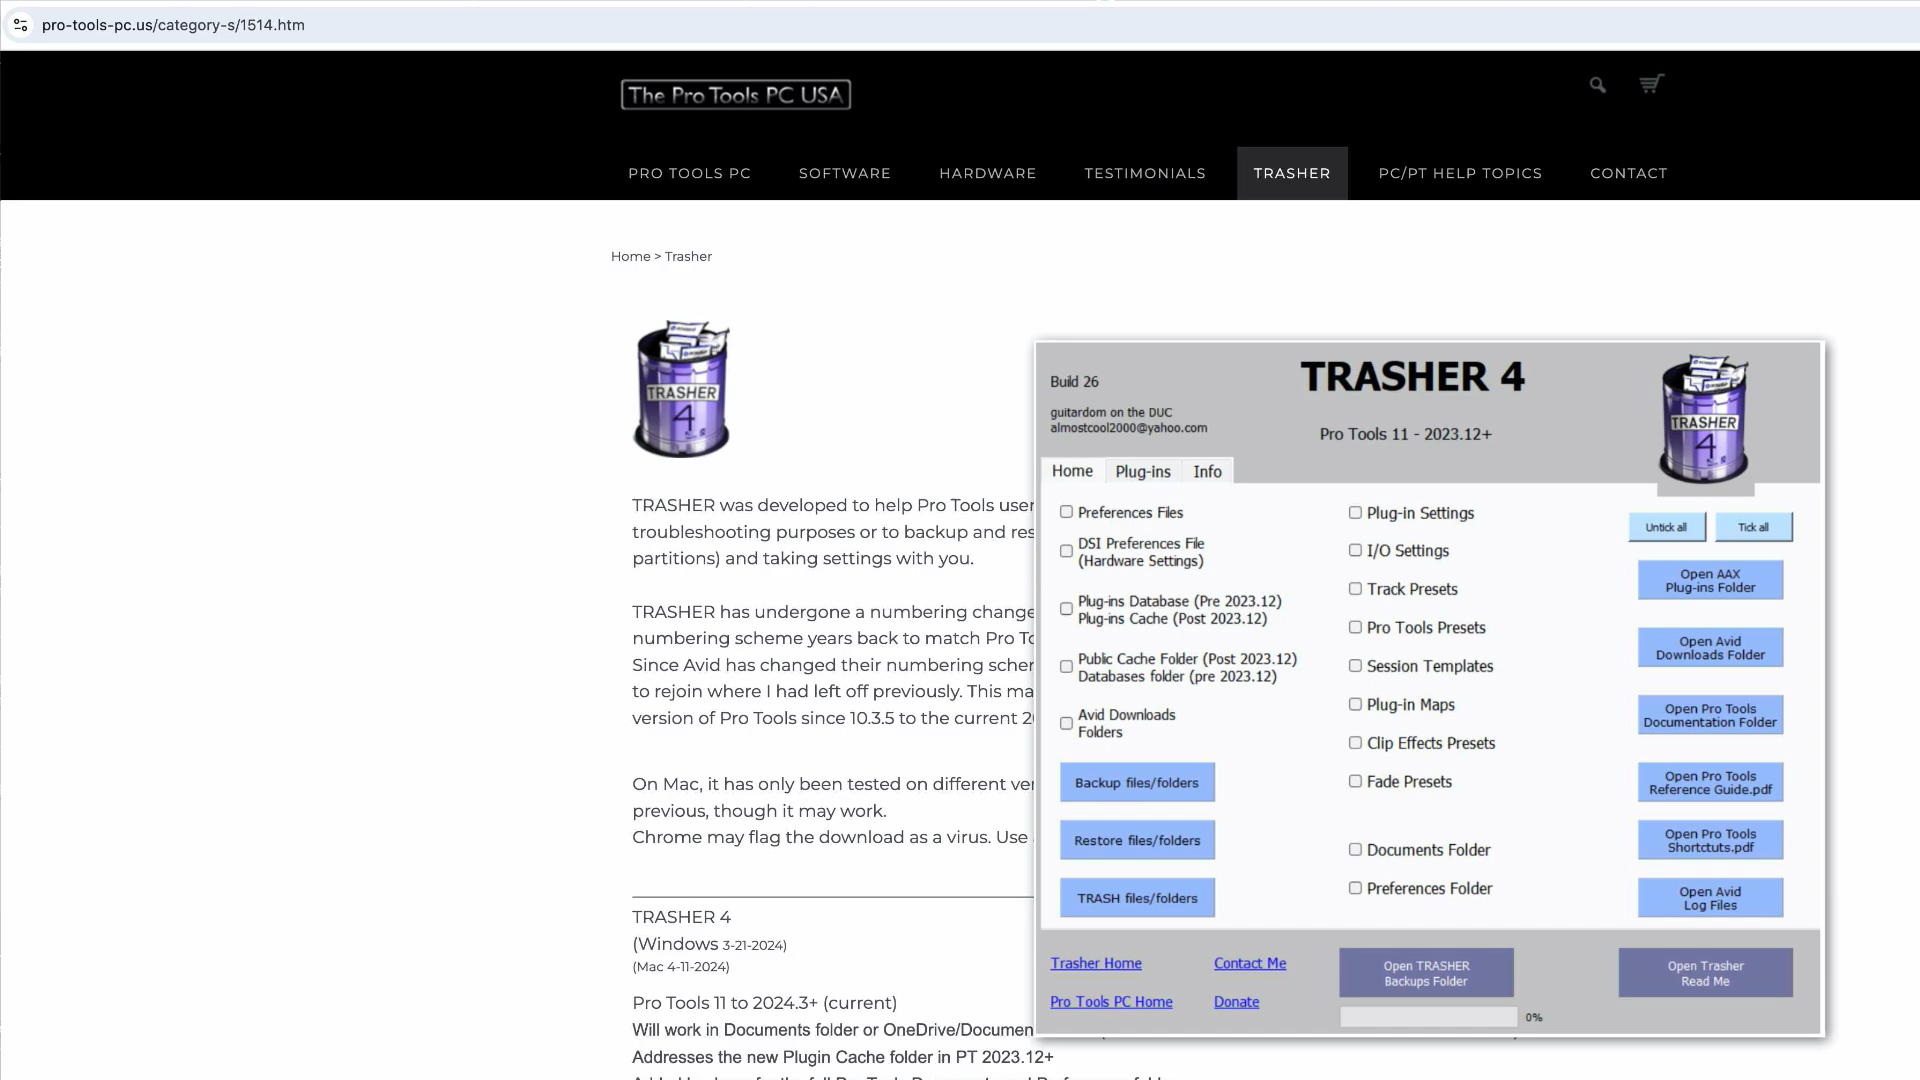 pro-tools-pc.us/category-s/1514.htm
The Pro Tools PC USA
PRO TOOLS PC SOFTWARE HARDWARE TESTIMONIALS TRASHER PC/PT HELP TOPICS CONTACT
Home > Trasher
TRASHER
4
TRASHER was developed to help Pro Tools
troubleshooting purposes or to backup and
partitions) and taking settings with you.
TRASHER has undergone a numbering change
numbering scheme years back to match Pro
Since Avid has changed their numbering
to rejoin where I had left off previously. This
version of Pro Tools since 10.3.5 to the current
On Mac, it has only been tested on different
previous, though it may work.
Chrome may flag the download as a virus. Use
TRASHER 4
(Windows 3-21-2024)
(Mac 4-11-2024)
Pro Tools 11 to 2024.3+ (current)
Will work in Documents folder or
Addresses the new Plugin Cache folder in PT 2023.12+
Build 26
guitardom on the DUC
almostcool2000@yahoo.com
TRASHER 4
Pro Tools 11 - 2023.12+
TRASHER
4
Home Plug-ins Info
Preferences Files
DSI Preferences File
(Hardware Settings)
Plug-ins Database (Pre 2023.12)
Plug-ins Cache (Post 2023.12)
Public Cache Folder (Post 2023.12)
Databases folder (pre 2023.12)
Avid Downloads
Folders
Backup files/folders
Restore files/folders
TRASH files/folders
Plug-in Settings
I/O Settings
Track Presets
Pro Tools Presets
Session Templates
Plug-in Maps
Clip Effects Presets
Fade Presets
Documents Folder
Preferences Folder
Untick all
Tick all
Open AAX
Plug-ins Folder
Open Avid
Downloads Folder
Open Pro Tools
Documentation Folder
Open Pro Tools
Reference Guide.pdf
Open Pro Tools
Shortctuts.pdf
Open Avid
Log Files
Trasher Home
Contact Me
Pro Tools PC Home
Donate
Open TRASHER
Backups Folder
0%
Open Trasher
Read Me